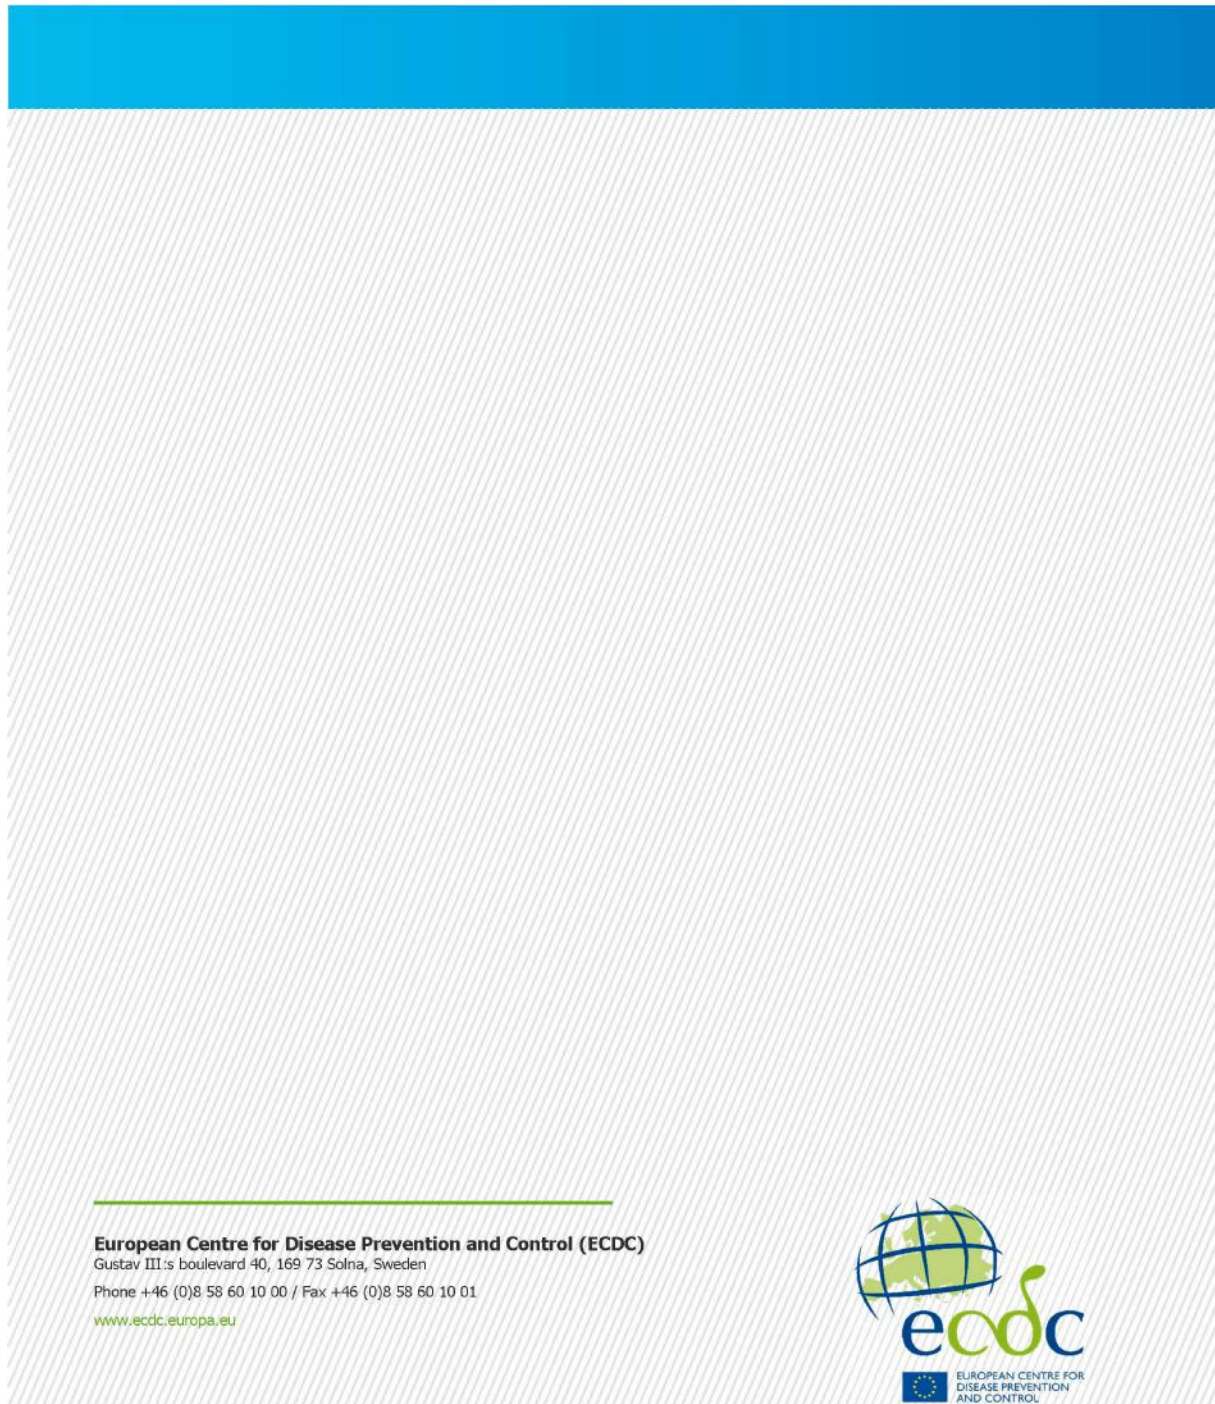 European Centre for Disease Prevention and Control (ECDC)
Gustav III:s boulevard 40, 169 73 Solna, Sweden
Phone +46 (0)8 58 60 10 00 / Fax +46 (0)8 58 60 10 01
www.ecdc.europa.eu
ecdc
EUROPEAN CENTRE FOR
DISEASE PREVENTION
AND CONTROL